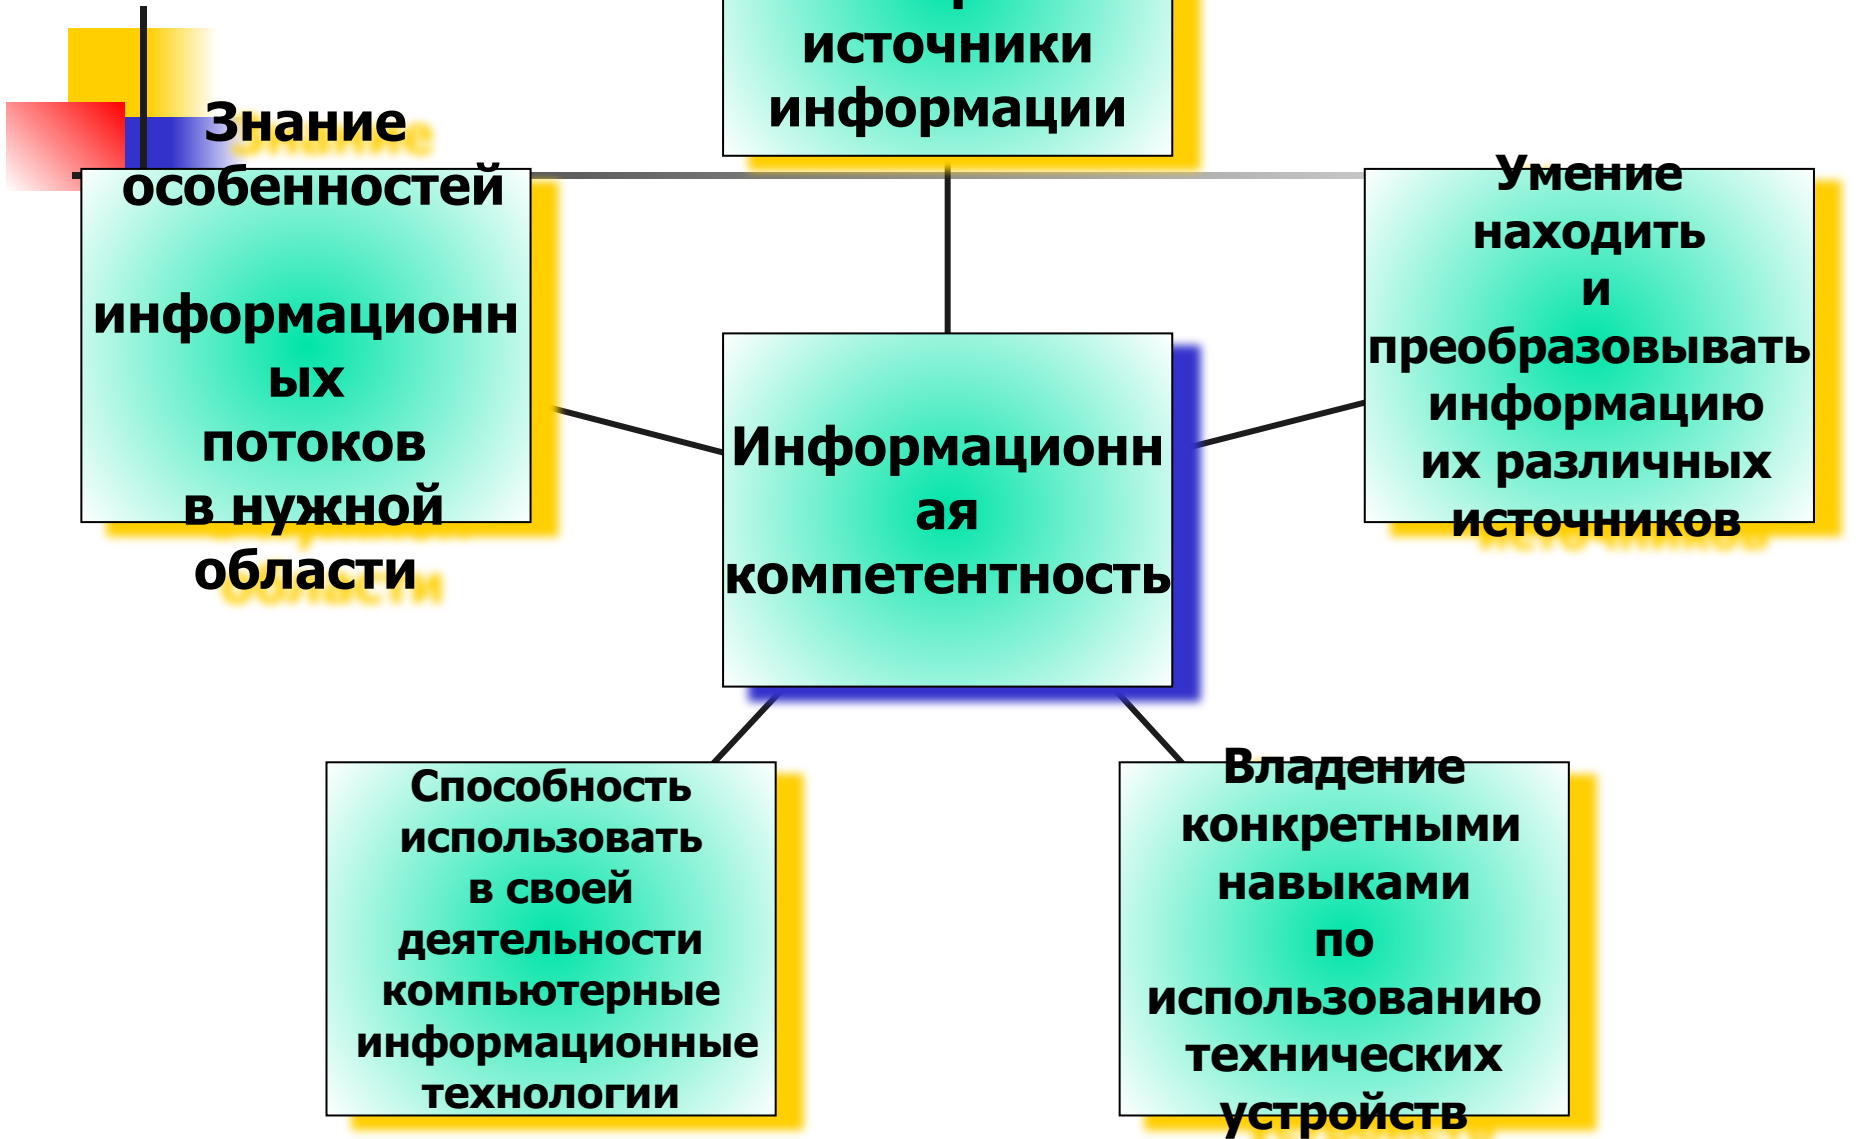 источники
информации
Знание
особенностей
информационн
ых
потоков
в нужной
области
Умение
находить
и
преобразовывать
информацию
их различных
источников
Информационн
ая
компетентность
Способность
использовать
в своей
деятельности
компьютерные
информационные
технологии
Владение
конкретными
навыками
по
использованию
технических
устройств